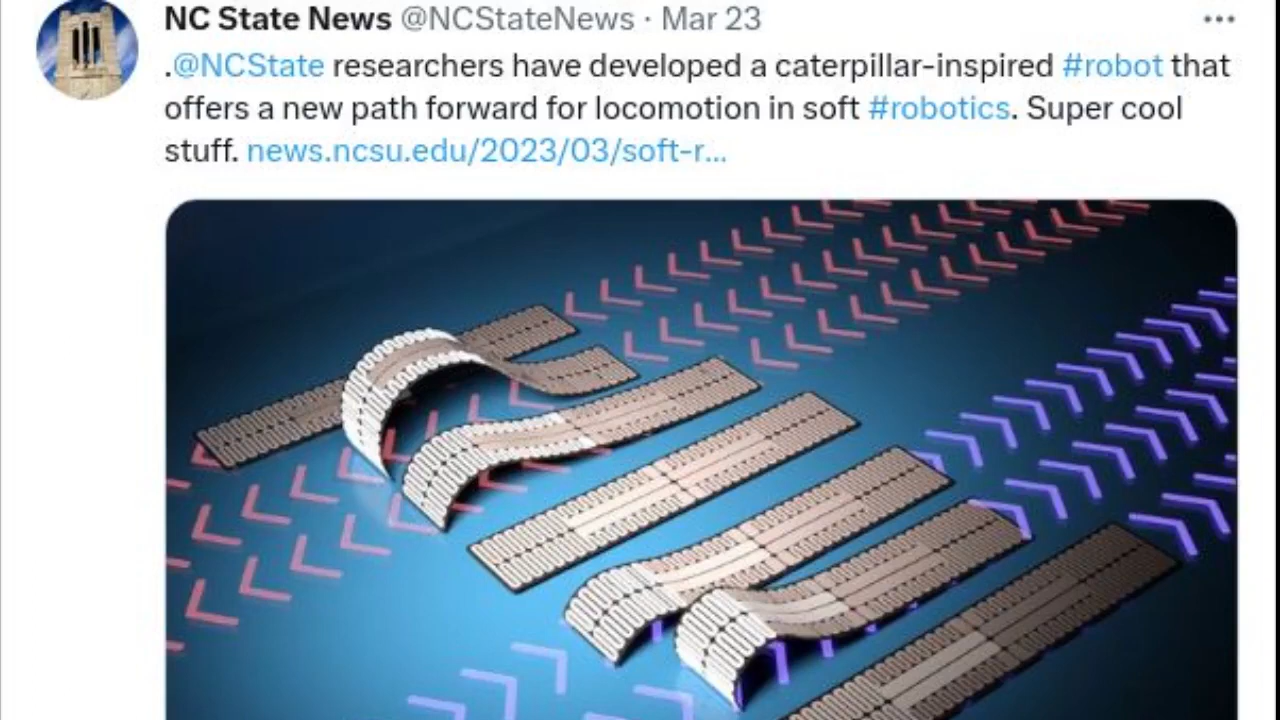 NC State News @NCStateNews · Mar 23
.@NCState researchers have developed a caterpillar-inspired #robot that
offers a new path forward for locomotion in soft #robotics. Super cool
stuff. news.ncsu.edu/2023/03/soft-r...